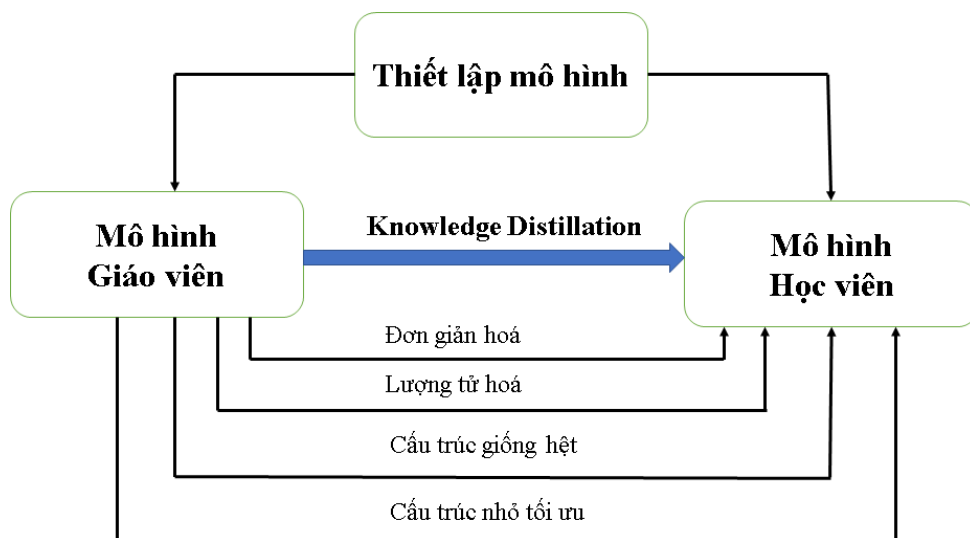 Thiết lập mô hình
Mô hình
Giáo viên
Knowledge Distillation
Mô hình
Học viên
Đơn giản hoá
Lượng tử hoá
Cấu trúc giống hệt
Cấu trúc nhỏ tối ưu